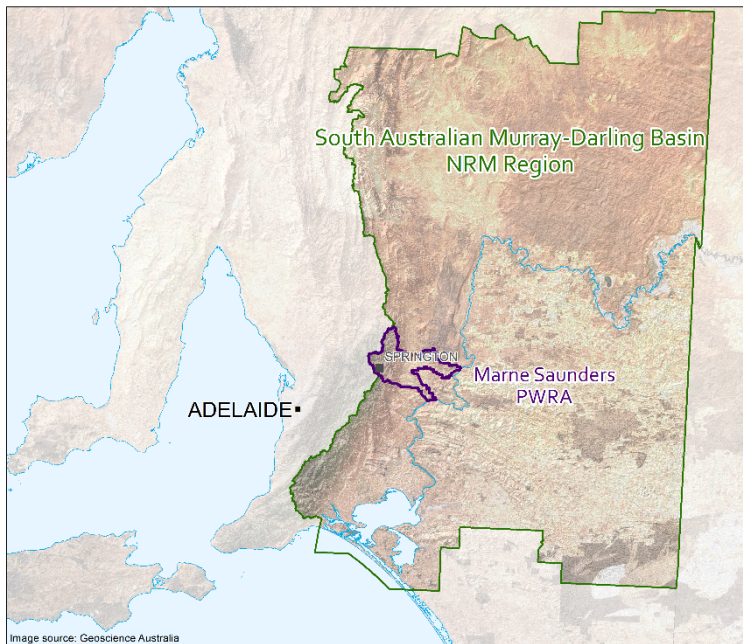 South Australian Murray-Darling Basin
NRM Region
SPRINGTON
Marne Saunders
PWRA
ADELAIDE
Image source: Geoscience Australia